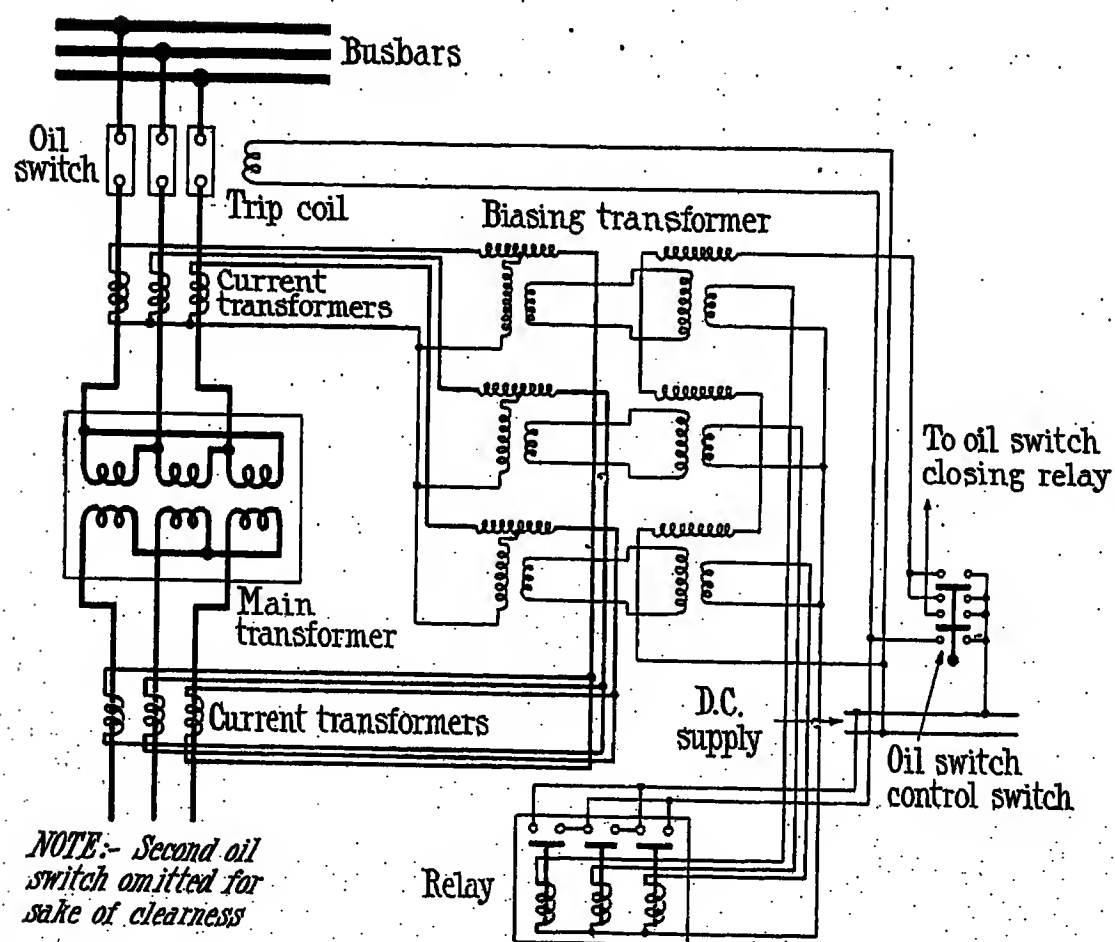 Busbars
Oil
switch
Trip coil
Biasing transformer
Current
transformers
To oil switch
closing relay
Main
transformer
Current transformers
D.C.
supply
Oil switch
control switch
Relay
NOTE:- Second oil
switch omitted for
sake of clearness